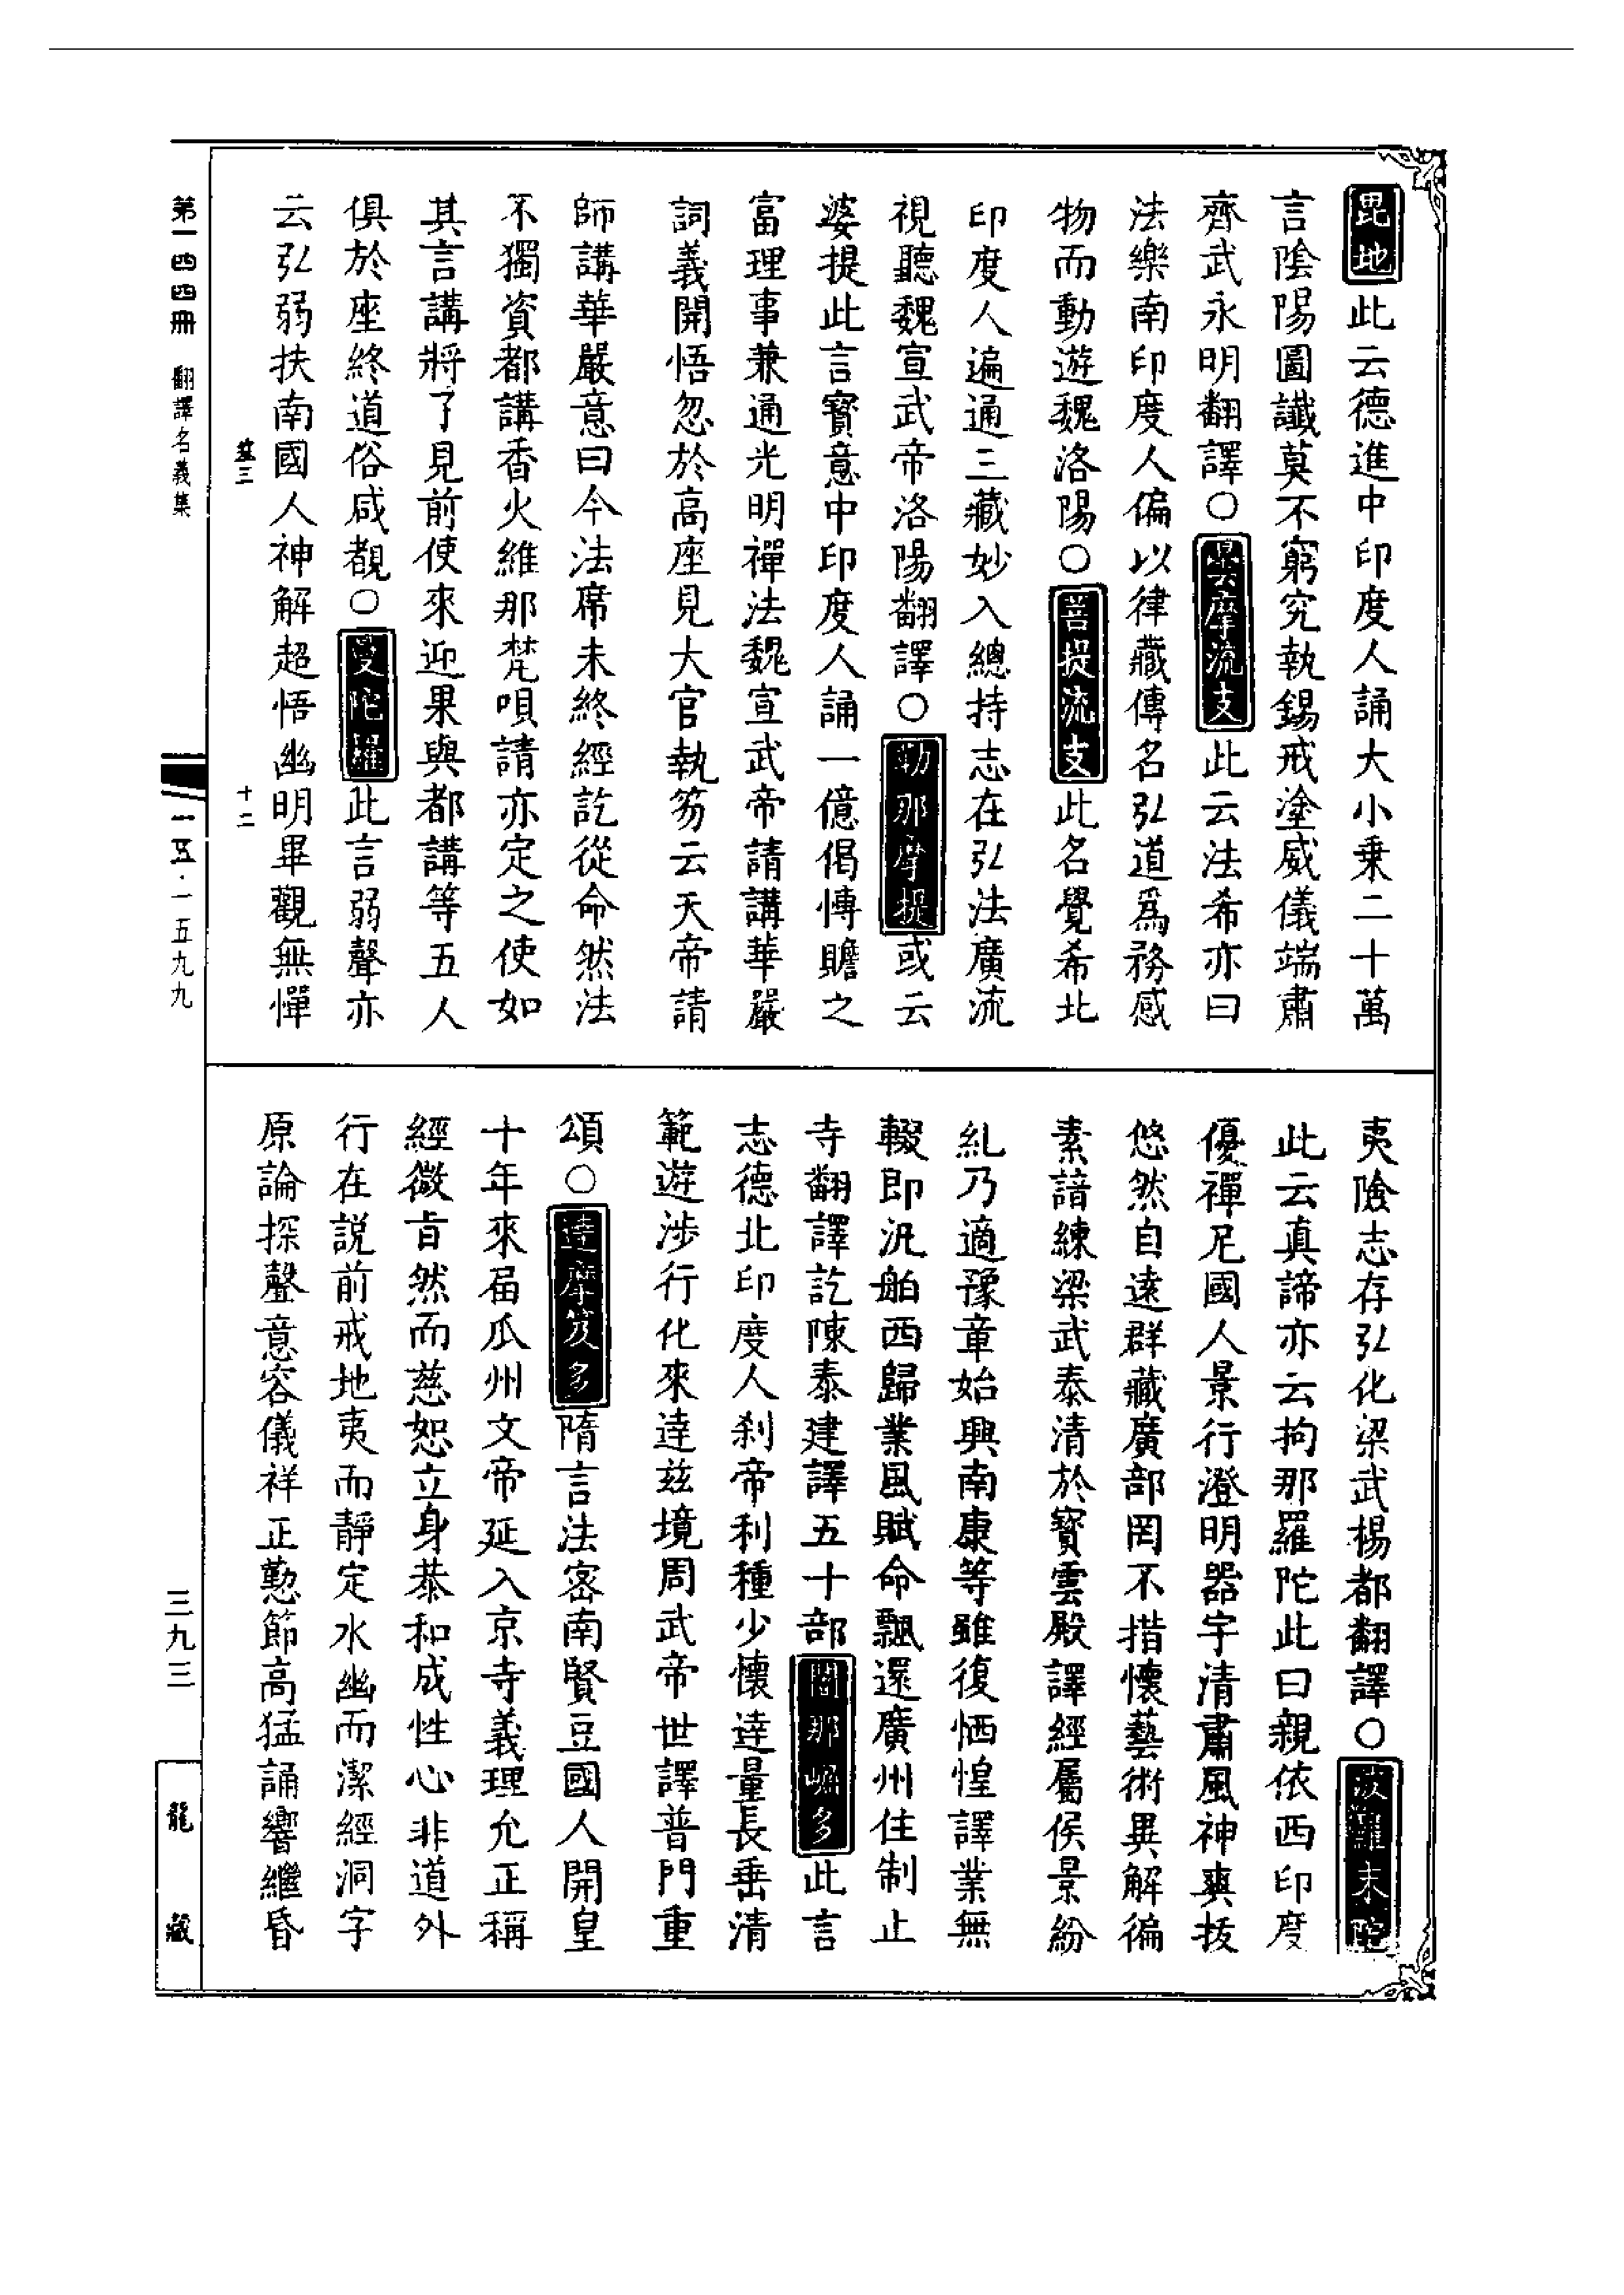 毘地此云德進中印度人誦大小乗二十萬
言陰陽圖讖莫不窮究執錫戒塗威儀端肅
齊武永明翻譯○曇摩流支此云法希亦曰
法樂南印度人偏以律藏傳名弘道爲務感
物而動遊魏洛陽○菩提流支此名覺希北
印度人遍通三藏妙入總持志在弘法廣流
視聽魏宣武帝洛陽翻譯○勒那摩提或云
婆提此言寳意中印度人誦一億偈愽贍之
富理事兼通光明禪法魏宣武帝請講華嚴
詞義開悟忽於高座見大官執笏云天帝請
師講華嚴意曰今法席未終經訖從命然法
不獨資都講香火維那梵唄請亦定之使如
其言講將了見前使來迎果與都講等五人
俱於座終道俗咸覩○曼陀羅此言弱聲亦
云弘弱扶南國人神解超悟幽明畢觀無憚
夷險志存弘化梁武楊都翻譯○波羅末陀
此云真諦亦云拘那羅陀此曰親依西印度
優禪尼國人景行澄明器宇清肅風神爽拔
悠然自遠群藏廣部罔不措懷藝術異解徧
素諳練梁武泰清於寳雲殿譯經屬侯景紛
糺乃適豫章始興南康等雖復恓惶譯業無
輟即汎舶西歸業風賦命飄還廣州住制止
寺翻譯訖陳泰建譯五十部闍那崛多此言
志德北印度人刹帝利種少懷逹量長垂清
範遊涉行化來逹兹境周武帝世譯普門重
頌○逹摩笈多隋言法密南賢豆國人開皇
十年來届瓜州文帝延入京寺義理允正稱
經微旨然而慈恕立身恭和成性心非道外
行在説前戒地夷而靜定水幽而潔經洞字
原論探聲意容儀祥正懃節高猛誦響繼昏
第一四四冊 翻譯名義集
三
十二
一五·一五九九
三九三
龍藏